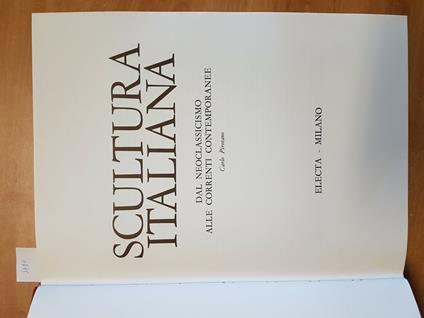 SCULTURA
ITALIANA
DAL NEOCLASSICISMO
ALLE CORRENTI CONTEMPORANEE
Carlo Pirovano
ELECTA - MILANO